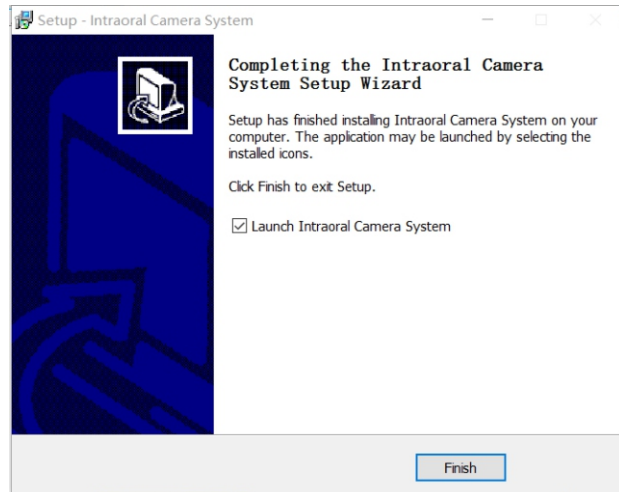 Setup - Intraoral Camera System
Completing the Intraoral Camera
System Setup Wizard
Setup has finished installing Intraoral Camera System on your
computer. The application may be launched by selecting the
installed icons.
Click Finish to exit Setup.
Launch Intraoral Camera System
Finish